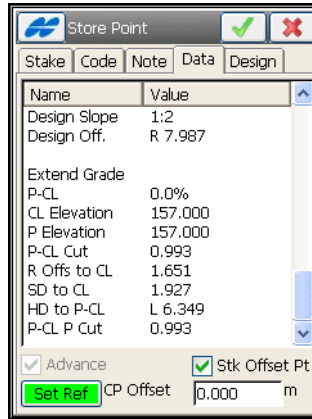 Store Point
Stake Code Note Data Design
Name Value
Design Slope 1:2
Design Off. R 7.987
Extend Grade
P-CL 0.0%
CL Elevation 157.000
P Elevation 157.000
P-CL Cut 0.993
R Offs to CL 1.651
SD to CL 1.927
HD to P-CL L 6.349
P-CL P Cut 0.993
Advance Stk Offset Pt
Set Ref CP Offset 0.000 m